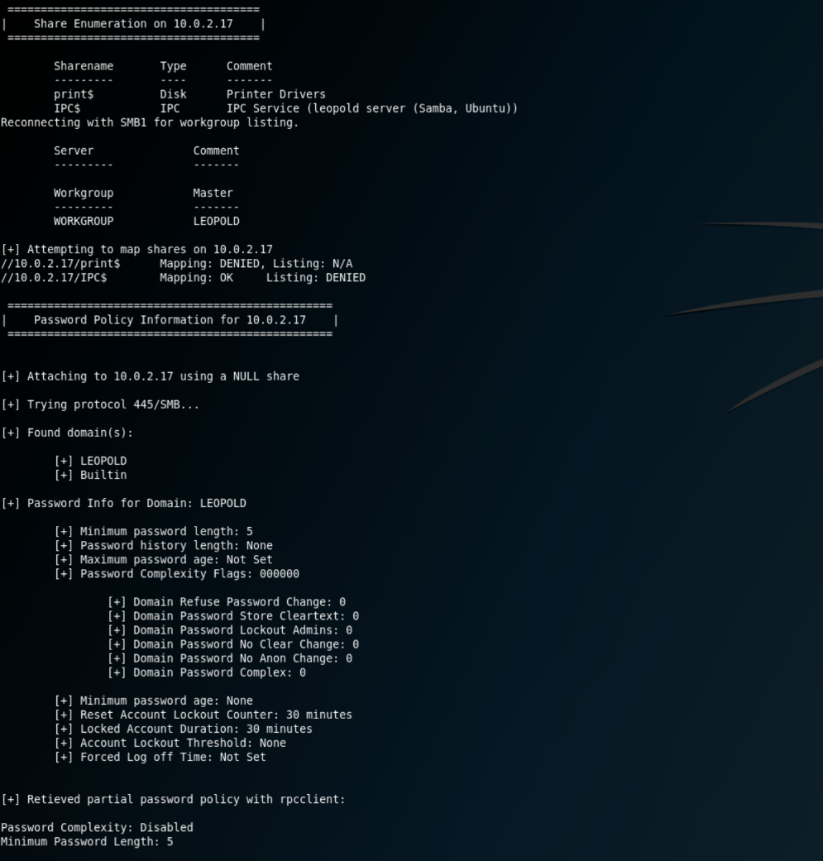 ======================================
|    Share Enumeration on 10.0.2.17    |
======================================
Sharename       Type      Comment
---------       ----      -------
print$          Disk      Printer Drivers
IPC$            IPC       IPC Service (leopold server (Samba, Ubuntu))
Reconnecting with SMB1 for workgroup listing.
Server               Comment
---------            -------
Workgroup            Master
---------            -------
WORKGROUP            LEOPOLD
[+] Attempting to map shares on 10.0.2.17
//10.0.2.17/print$      Mapping: DENIED, Listing: N/A
//10.0.2.17/IPC$        Mapping: OK     Listing: DENIED
=================================================
|    Password Policy Information for 10.0.2.17    |
=================================================
[+] Attaching to 10.0.2.17 using a NULL share
[+] Trying protocol 445/SMB...
[+] Found domain(s):
[+] LEOPOLD
[+] Builtin
[+] Password Info for Domain: LEOPOLD
[+] Minimum password length: 5
[+] Password history length: None
[+] Maximum password age: Not Set
[+] Password Complexity Flags: 000000
[+] Domain Refuse Password Change: 0
[+] Domain Password Store Cleartext: 0
[+] Domain Password Lockout Admins: 0
[+] Domain Password No Clear Change: 0
[+] Domain Password No Anon Change: 0
[+] Domain Password Complex: 0
[+] Minimum password age: None
[+] Reset Account Lockout Counter: 30 minutes
[+] Locked Account Duration: 30 minutes
[+] Account Lockout Threshold: None
[+] Forced Log off Time: Not Set
[+] Retieved partial password policy with rpcclient:
Password Complexity: Disabled
Minimum Password Length: 5